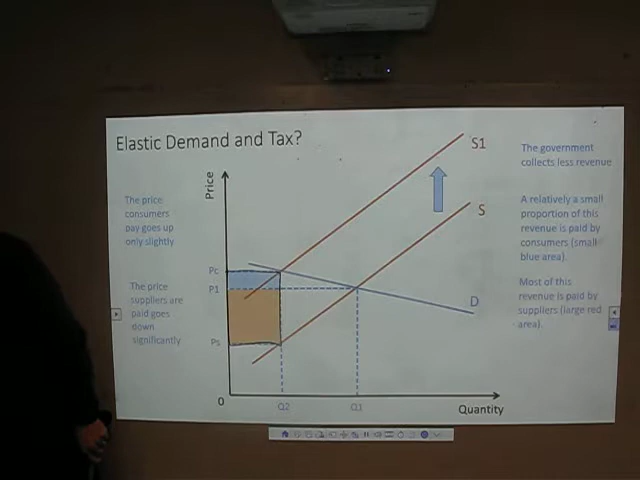 Elastic Demand and Tax?
The price
consumers
pay goes up
only slightly
The price
suppliers are
paid goes
down
significantly
Price
Pc
P1
Ps
0
Q2
Q1
Quantity
S1
S
D
The government
collects less revenue
A relatively a small
proportion of this
revenue is paid by
consumers (small
blue area).
Most of this
revenue is paid by
suppliers (large red
area).